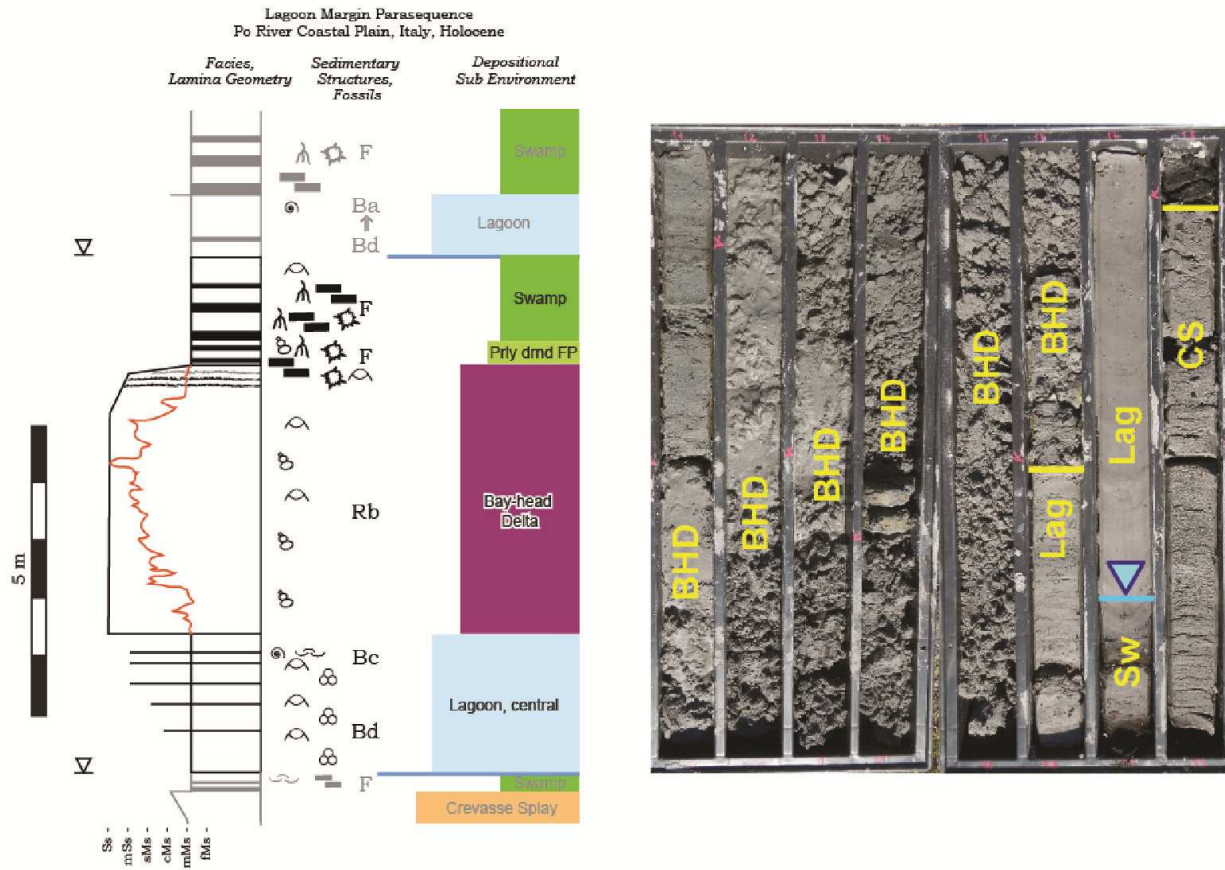 Lagoon Margin Parasequence
Po River Coastal Plain, Italy, Holocene
Facies,
Lamina Geometry
Sedimentary
Structures,
Fossils
Depositional
Sub Environment
F
Swamp
Ba
Bd
Lagoon
F
Swamp
F
Prly drnd FP
Rb
Bay-head
Delta
Bc
Bd
Lagoon, central
F
Swamp
Crevasse Splay
5 m
Ss -
mSs -
sMs -
cMs -
mMs -
fMs -
BHD
BHD
BHD
BHD
BHD
BHD
Lag
Lag
Sw
CS